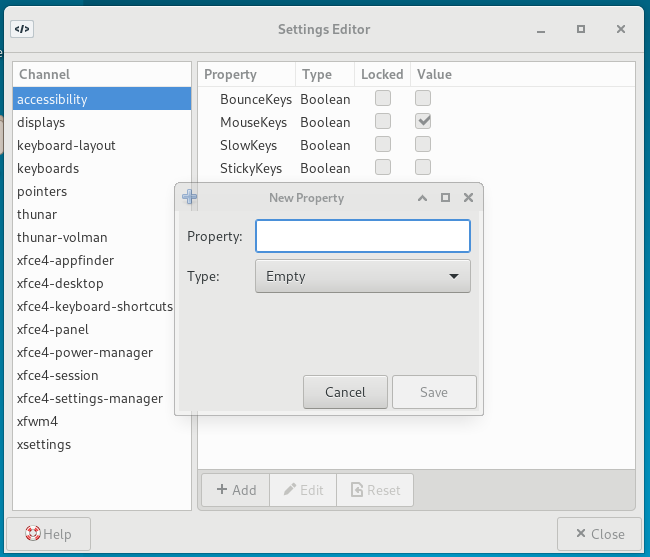 Settings Editor
Channel
accessibility
displays
keyboard-layout
keyboards
pointers
thunar
thunar-volman
xfce4-appfinder
xfce4-desktop
xfce4-keyboard-shortcuts
xfce4-panel
xfce4-power-manager
xfce4-session
xfce4-settings-manager
xfwm4
xsettings
Property Type Locked Value
BounceKeys Boolean
MouseKeys Boolean
SlowKeys Boolean
StickyKeys Boolean
New Property
Property:
Type: Empty
Cancel Save
Add Edit Reset
Help Close